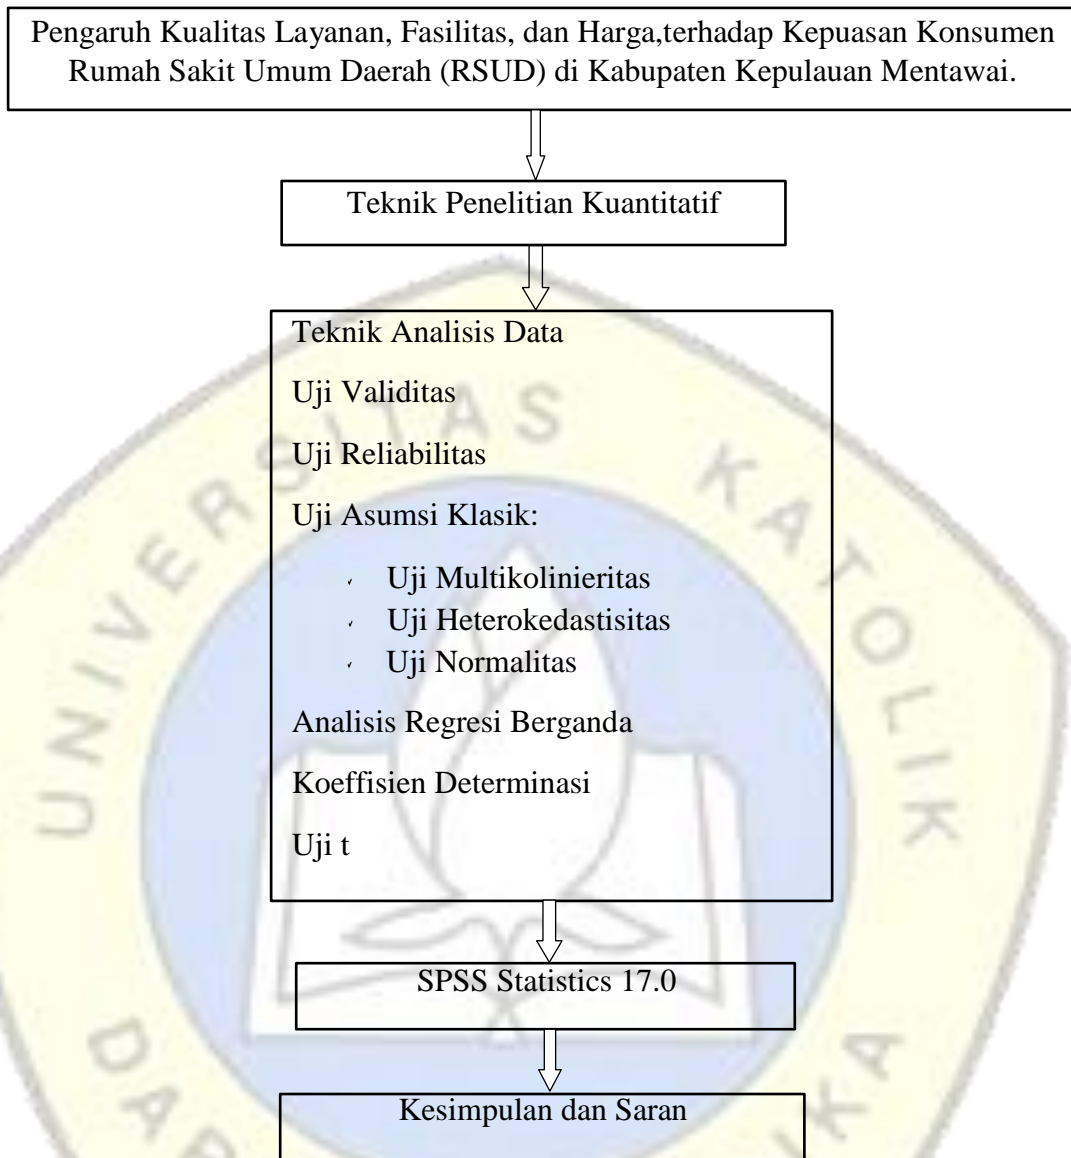 Pengaruh Kualitas Layanan, Fasilitas, dan Harga,terhadap Kepuasan Konsumen
Rumah Sakit Umum Daerah (RSUD) di Kabupaten Kepulauan Mentawai.
Teknik Penelitian Kuantitatif
Teknik Analisis Data
Uji Validitas
Uji Reliabilitas
Uji Asumsi Klasik:
✓ Uji Multikolinieritas
✓ Uji Heterokedastisitas
✓ Uji Normalitas
Analisis Regresi Berganda
Koeffisien Determinasi
Uji t
SPSS Statistics 17.0
Kesimpulan dan Saran
UNIVERSITAS KATOLIK